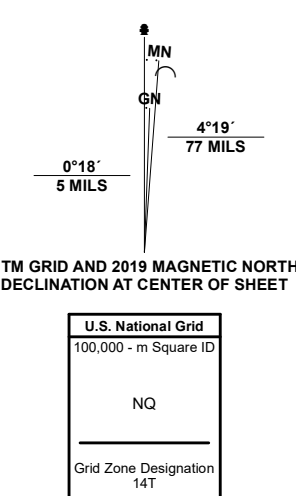 MN
GN
4°19´
77 MILS
0°18´
5 MILS
TM GRID AND 2019 MAGNETIC NORTH
DECLINATION AT CENTER OF SHEET
U.S. National Grid
100,000 - m Square ID
NQ
Grid Zone Designation
14T